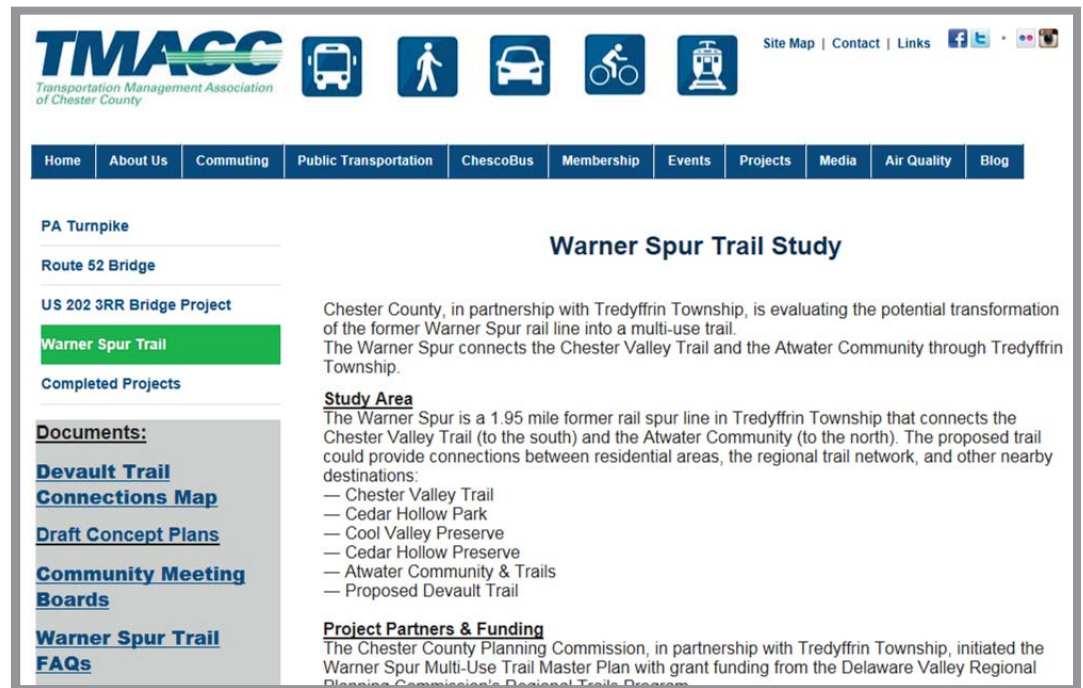 TMACC
Transportation Management Association
of Chester County
Site Map | Contact | Links
Home
About Us
Commuting
Public Transportation
ChescoBus
Membership
Events
Projects
Media
Air Quality
Blog
PA Turnpike
Route 52 Bridge
US 202 3RR Bridge Project
Warner Spur Trail
Completed Projects
Documents:
Devault Trail
Connections Map
Draft Concept Plans
Community Meeting
Boards
Warner Spur Trail
FAQs
Warner Spur Trail Study
Chester County, in partnership with Tredyffrin Township, is evaluating the potential transformation
of the former Warner Spur rail line into a multi-use trail.
The Warner Spur connects the Chester Valley Trail and the Atwater Community through Tredyffrin
Township.
Study Area
The Warner Spur is a 1.95 mile former rail spur line in Tredyffrin Township that connects the
Chester Valley Trail (to the south) and the Atwater Community (to the north). The proposed trail
could provide connections between residential areas, the regional trail network, and other nearby
destinations:
— Chester Valley Trail
— Cedar Hollow Park
— Cool Valley Preserve
— Cedar Hollow Preserve
— Atwater Community & Trails
— Proposed Devault Trail
Project Partners & Funding
The Chester County Planning Commission, in partnership with Tredyffrin Township, initiated the
Warner Spur Multi-Use Trail Master Plan with grant funding from the Delaware Valley Regional
Planning Commission's Regional Trails Program